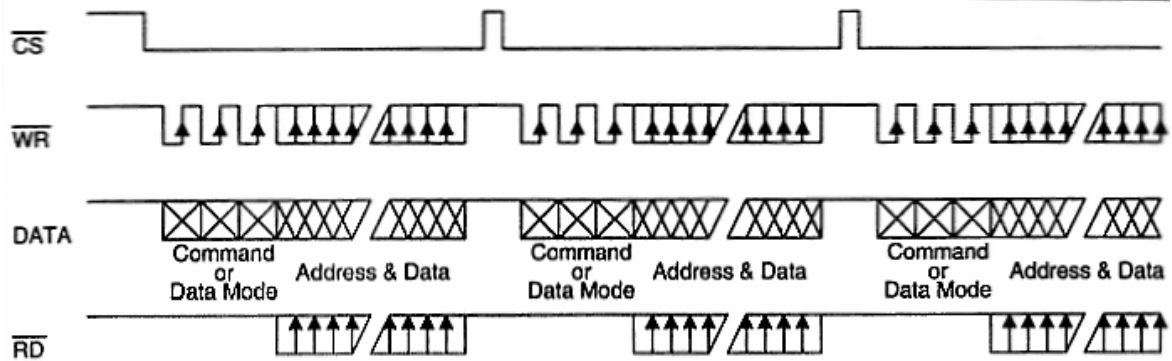 CS
WR
DATA
Command
or
Data Mode
Address & Data
Command
or
Data Mode
Address & Data
Command
or
Data Mode
Address & Data
RD